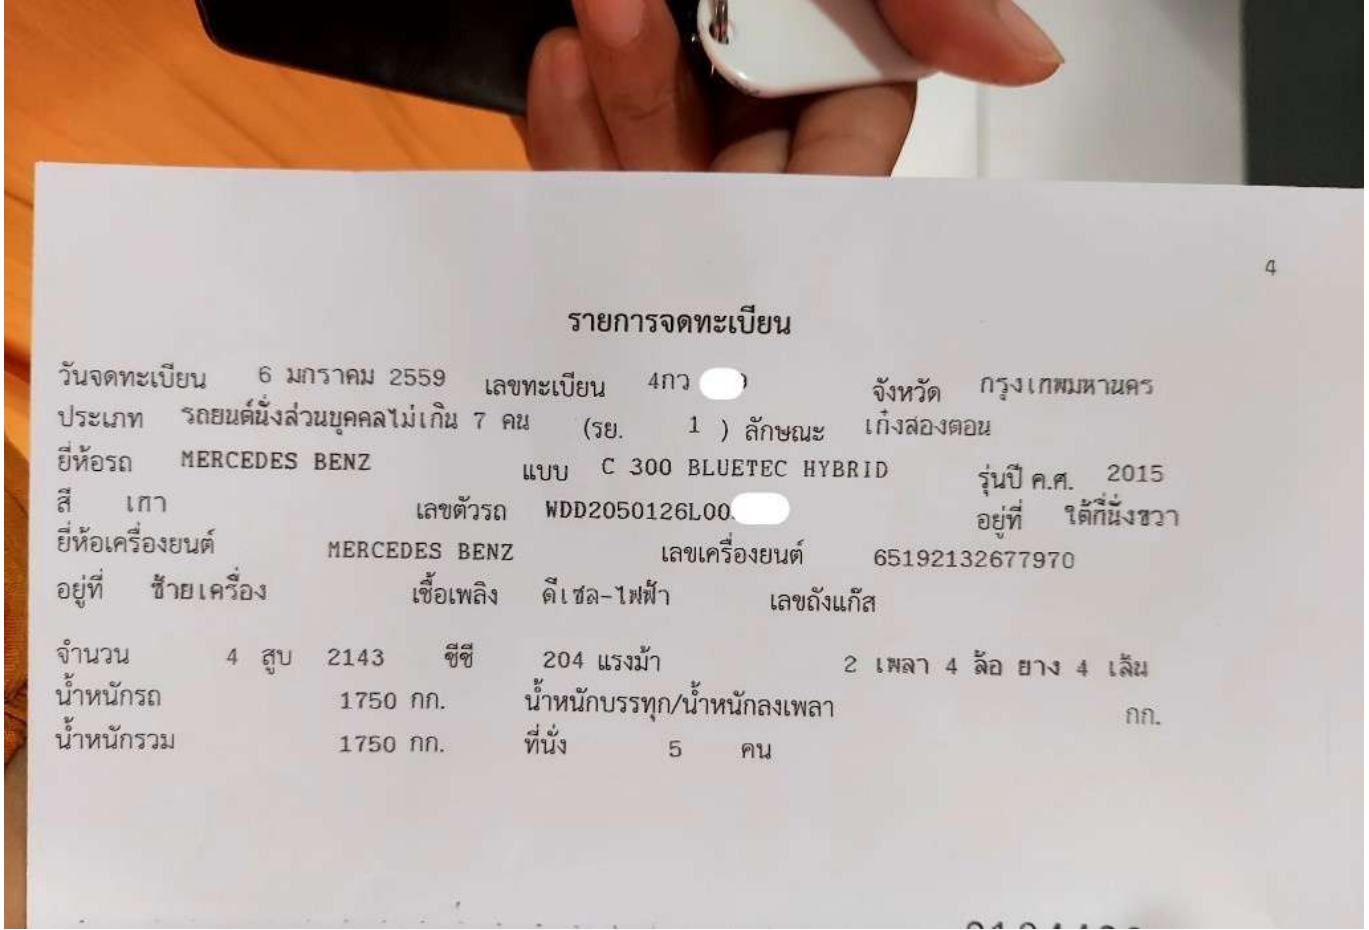 4
รายการจดทะเบียน
วันจดทะเบียน 6 มกราคม 2559 เลขทะเบียน 4กว จังหวัด กรุงเทพมหานคร
ประเภท รถยนต์นั่งส่วนบุคคลไม่เกิน 7 คน (รย. 1 ) ลักษณะ เก๋งสองตอน
ยี่ห้อรถ MERCEDES BENZ แบบ C 300 BLUETEC HYBRID รุ่นปี ค.ศ. 2015
สี เทา เลขตัวรถ WDD2050126L00 อยู่ที่ ใต้ที่นั่งขวา
ยี่ห้อเครื่องยนต์ MERCEDES BENZ เลขเครื่องยนต์ 65192132677970
อยู่ที่ ซ้ายเครื่อง เชื้อเพลิง ดีเซล-ไฟฟ้า เลขถังแก๊ส
จำนวน 4 สูบ 2143 ซีซี 204 แรงม้า 2 เพลา 4 ล้อ ยาง 4 เส้น
น้ำหนักรถ 1750 กก. น้ำหนักบรรทุก/น้ำหนักลงเพลา กก.
น้ำหนักรวม 1750 กก. ที่นั่ง 5 คน